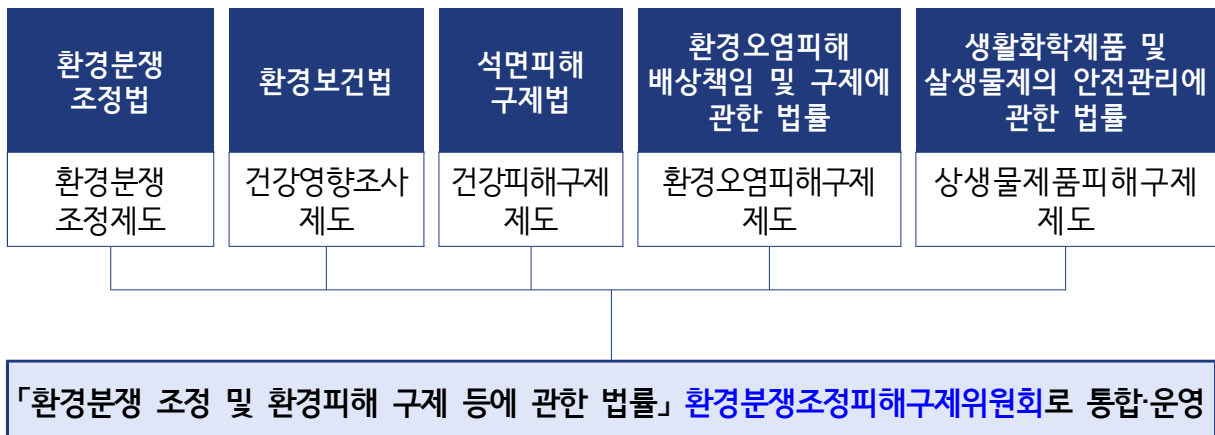 환경분쟁
조정법
환경보건법
석면피해
구제법
환경오염피해
배상책임 및 구제에
관한 법률
생활화학제품 및
살생물제의 안전관리에
관한 법률
환경분쟁
조정제도
건강영향조사
제도
건강피해구제
제도
환경오염피해구제
제도
상생물제품피해구제
제도
「환경분쟁 조정 및 환경피해 구제 등에 관한 법률」 환경분쟁조정피해구제위원회로 통합·운영